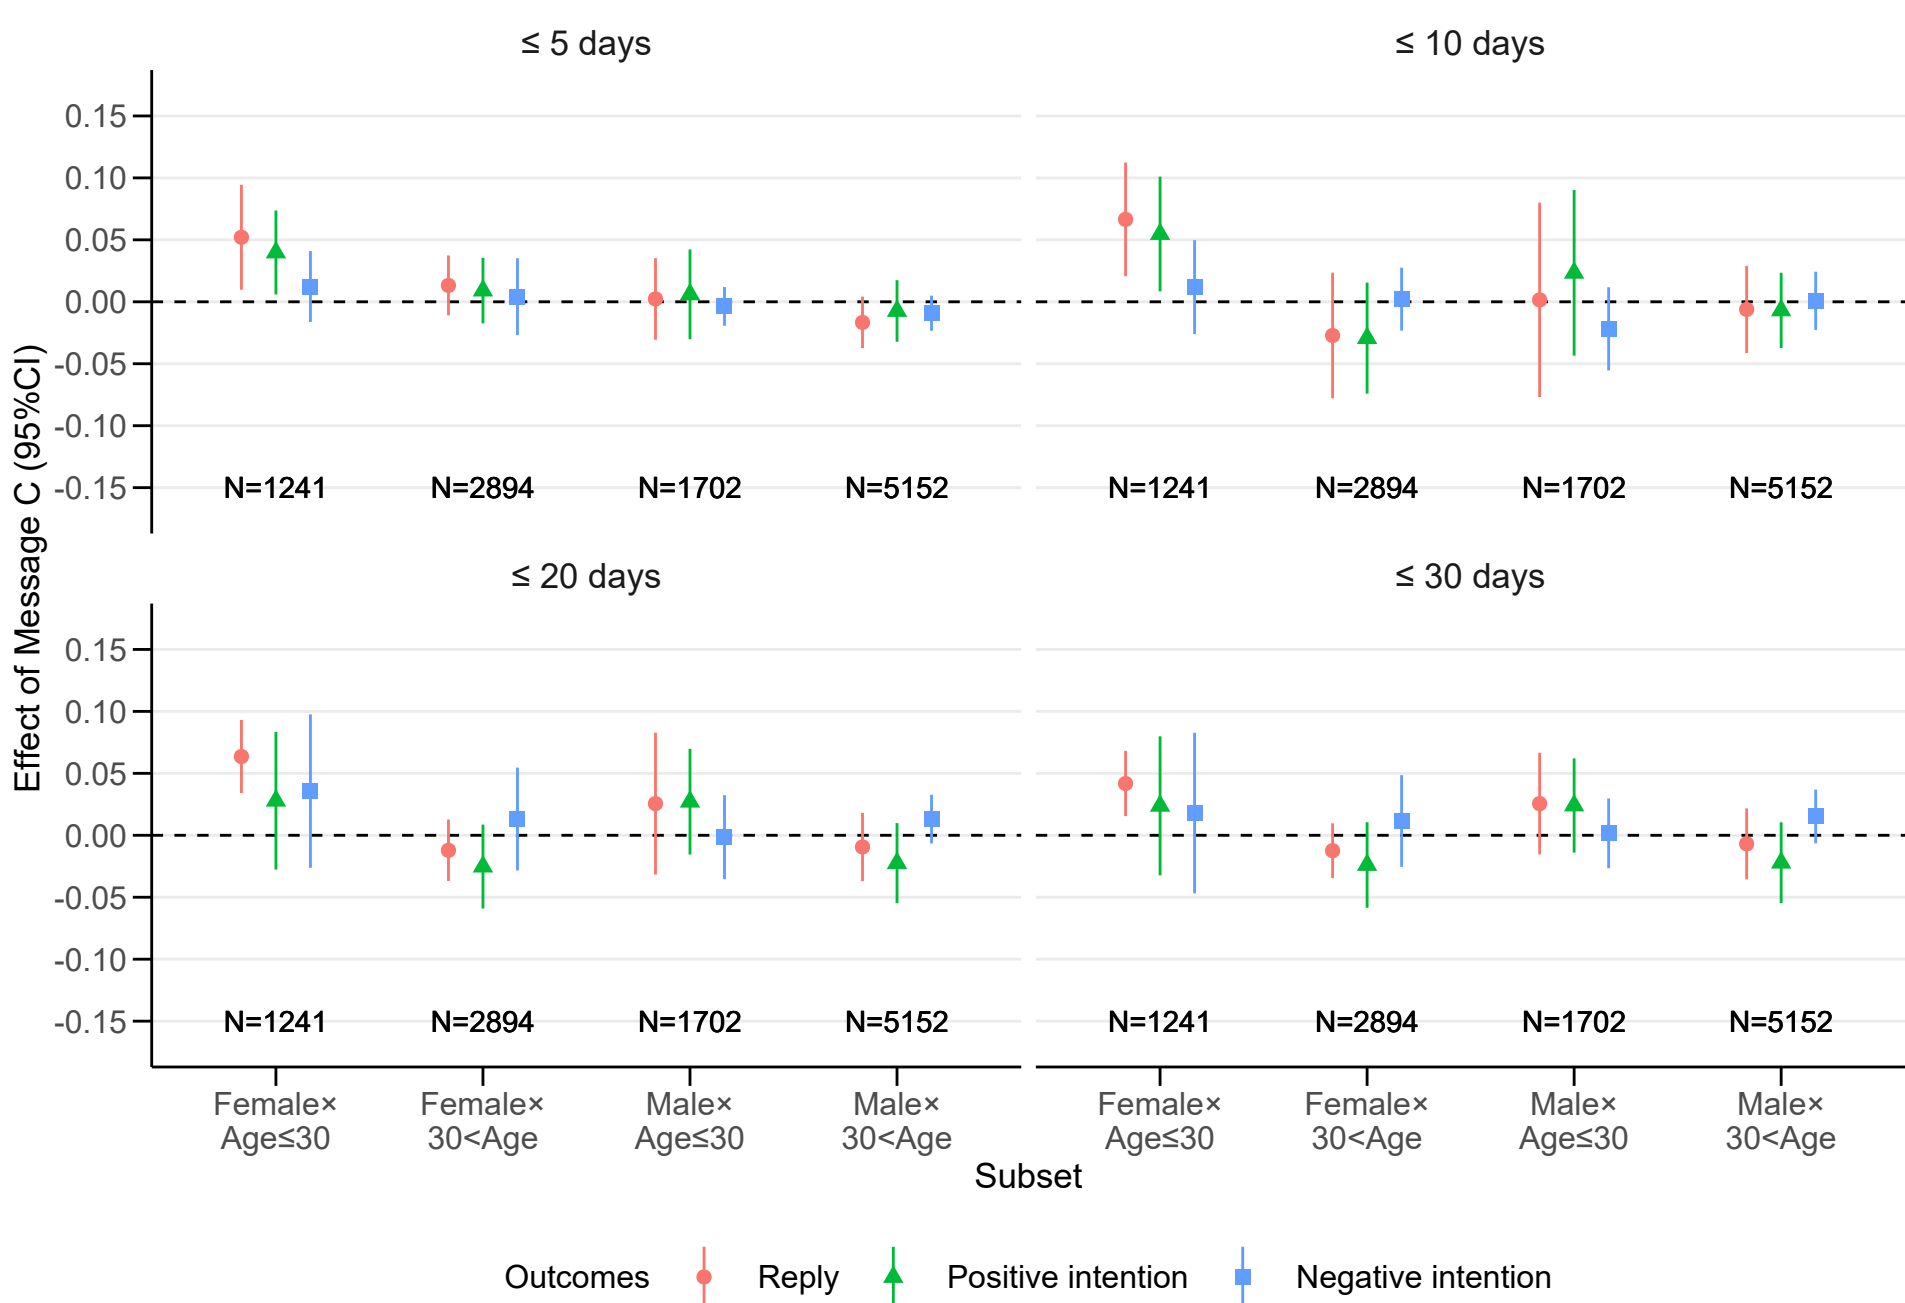 ≤ 5 days
≤ 10 days
0.15
0.10
0.05
0.00
-0.05
-0.10
-0.15
N=1241 N=2894 N=1702 N=5152
N=1241 N=2894 N=1702 N=5152
Effect of Message C (95%CI)
≤ 20 days
≤ 30 days
0.15
0.10
0.05
0.00
-0.05
-0.10
-0.15
N=1241 N=2894 N=1702 N=5152
N=1241 N=2894 N=1702 N=5152
Female×
Age≤30
Female×
30<Age
Male×
Age≤30
Male×
30<Age
Female×
Age≤30
Female×
30<Age
Male×
Age≤30
Male×
30<Age
Subset
Outcomes Reply Positive intention Negative intention